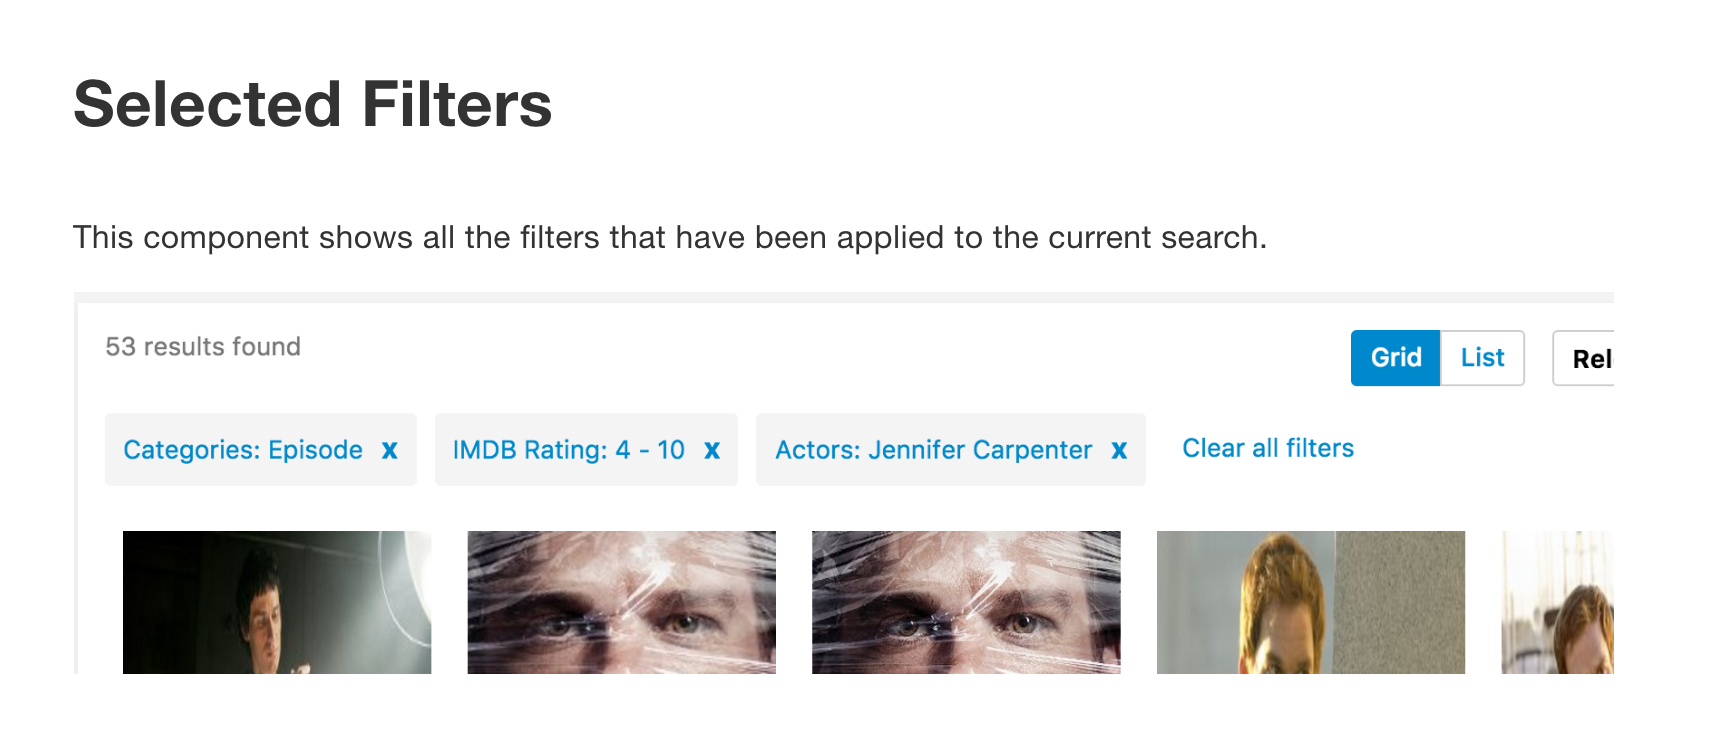 Selected Filters
This component shows all the filters that have been applied to the current search.
53 results found
Grid List
Categories: Episode x IMDB Rating: 4 - 10 x Actors: Jennifer Carpenter x Clear all filters